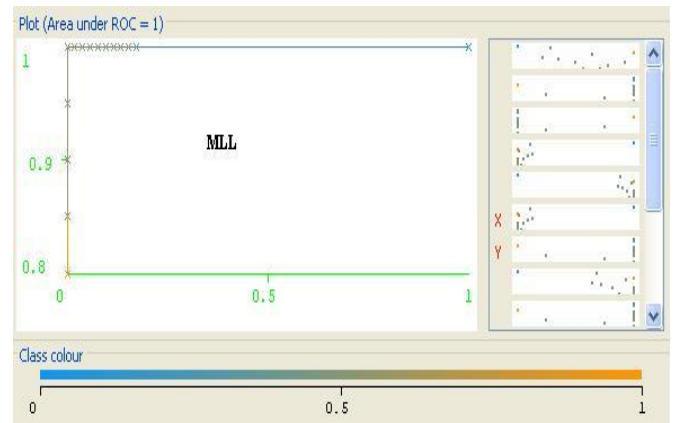 Plot (Area under ROC = 1)
1
MLL
0.9
X
Y
0.8
0
0.5
1
Class colour
0
0.5
1